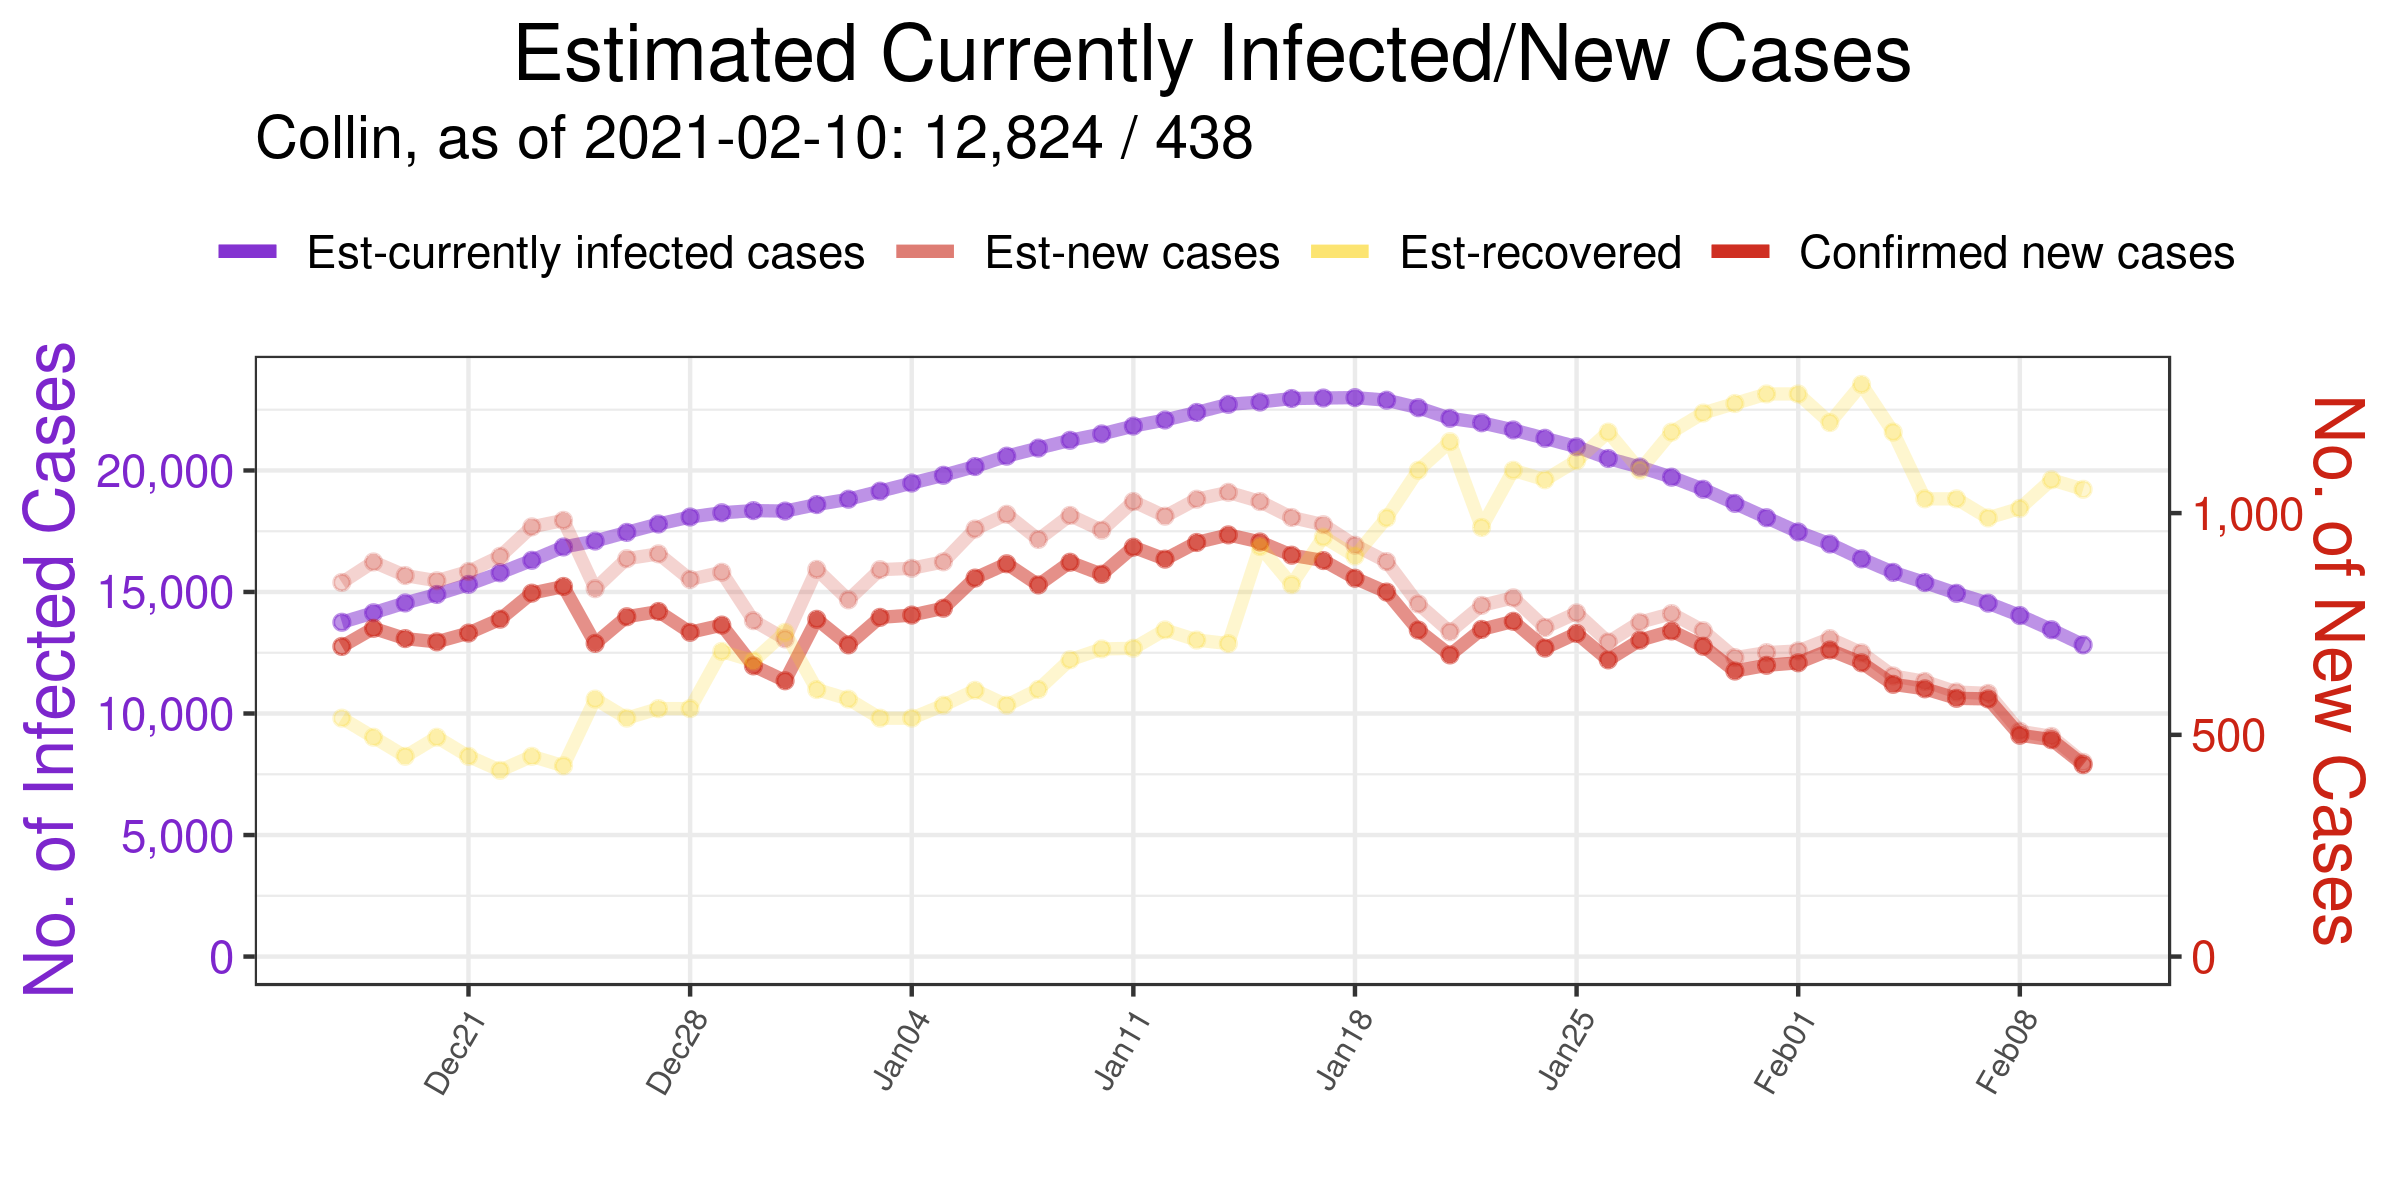 Estimated Currently Infected/New Cases
Collin, as of 2021-02-10: 12,824 / 438
Est-currently infected cases Est-new cases Est-recovered Confirmed new cases
No. of Infected Cases
20,000
15,000
10,000
5,000
0
1,000
500
0
No. of New Cases
Dec21 Dec28 Jan04 Jan11 Jan18 Jan25 Feb01 Feb08